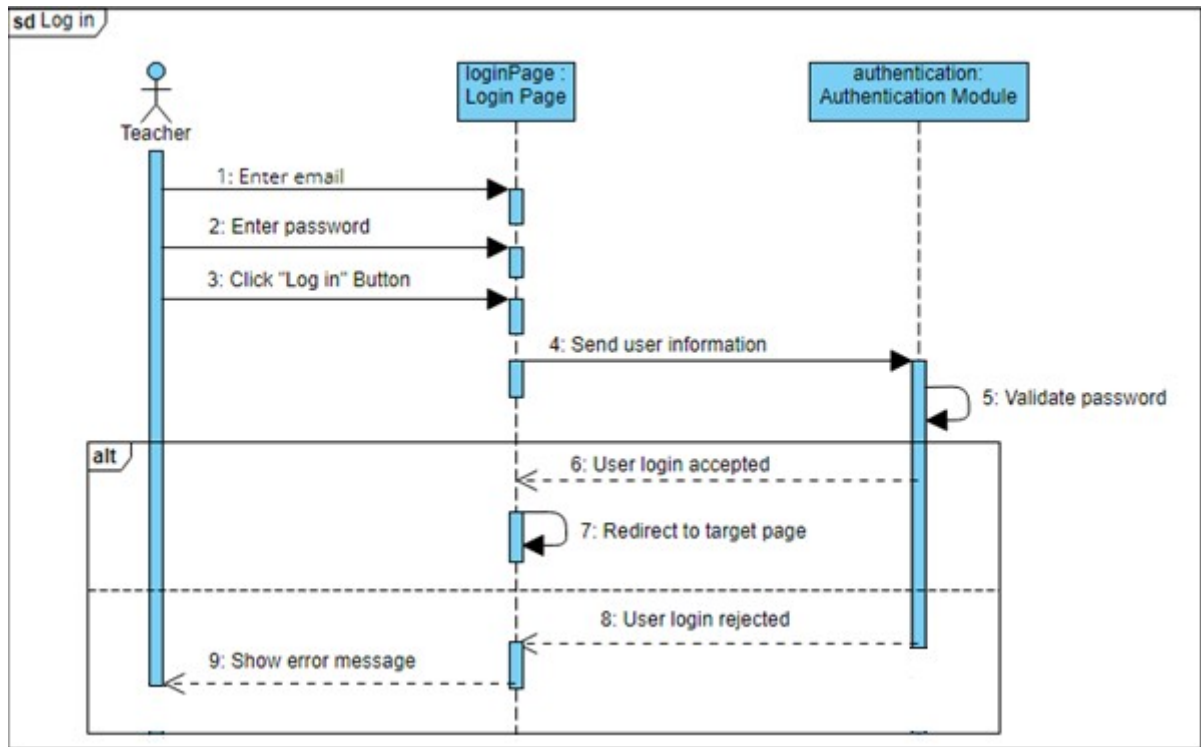 sd Log in
loginPage :
Login Page
authentication:
Authentication Module
Teacher
1: Enter email
2: Enter password
3: Click "Log in" Button
4: Send user information
5: Validate password
alt
6: User login accepted
7: Redirect to target page
8: User login rejected
9: Show error message